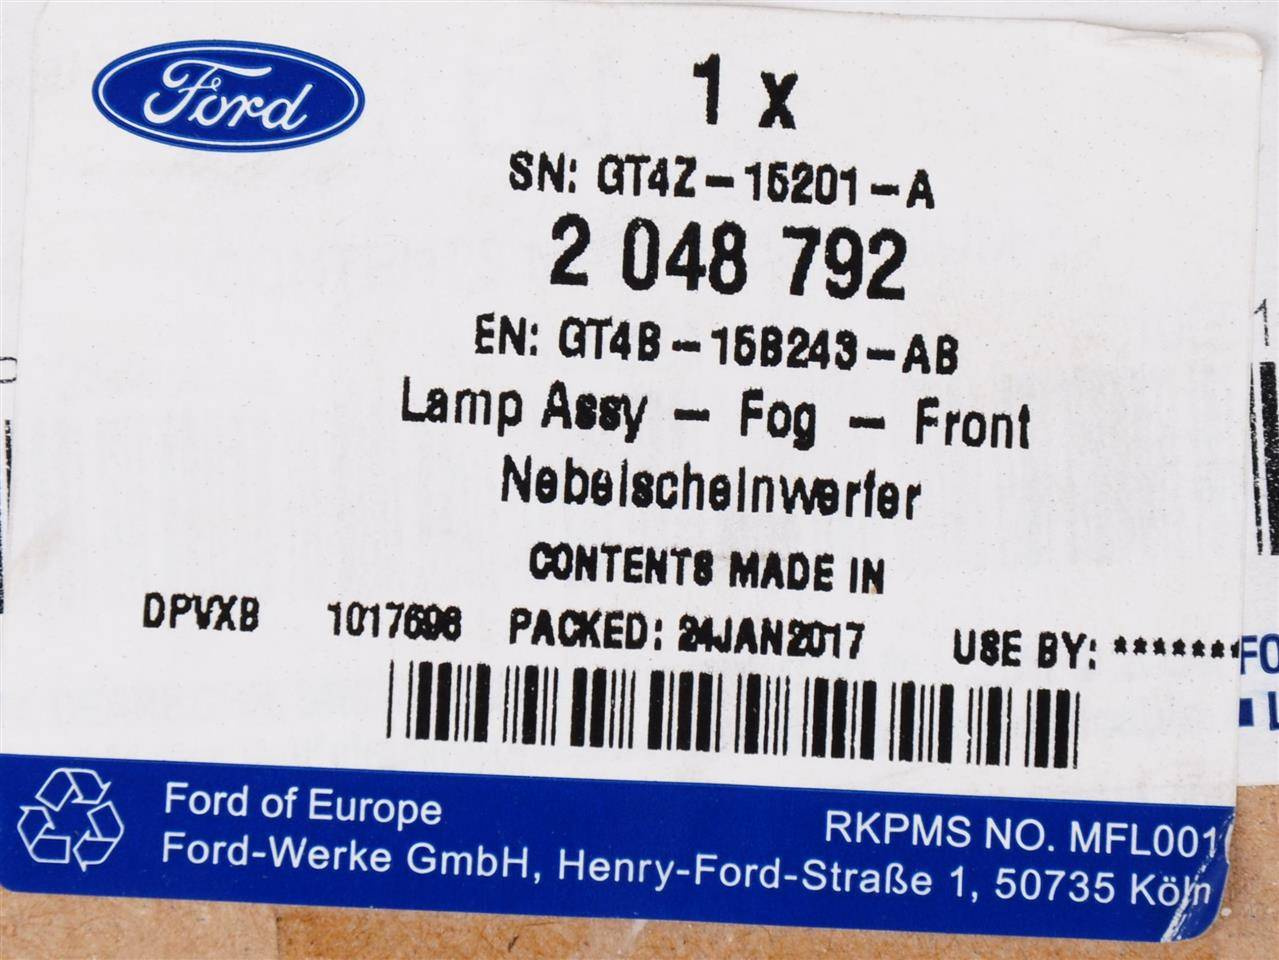 Ford
1 x
SN: GT4Z-15201-A
2 048 792
EN: GT4B-15B243-AB
Lamp Assy - Fog - Front
Nebelscheinwerfer
CONTENTS MADE IN
DPVXB 1017696 PACKED: 24JAN2017 USE BY: *******
FO
1
L
Ford of Europe
RKPMS NO. MFL001
Ford-Werke GmbH, Henry-Ford-Straße 1, 50735 Köln